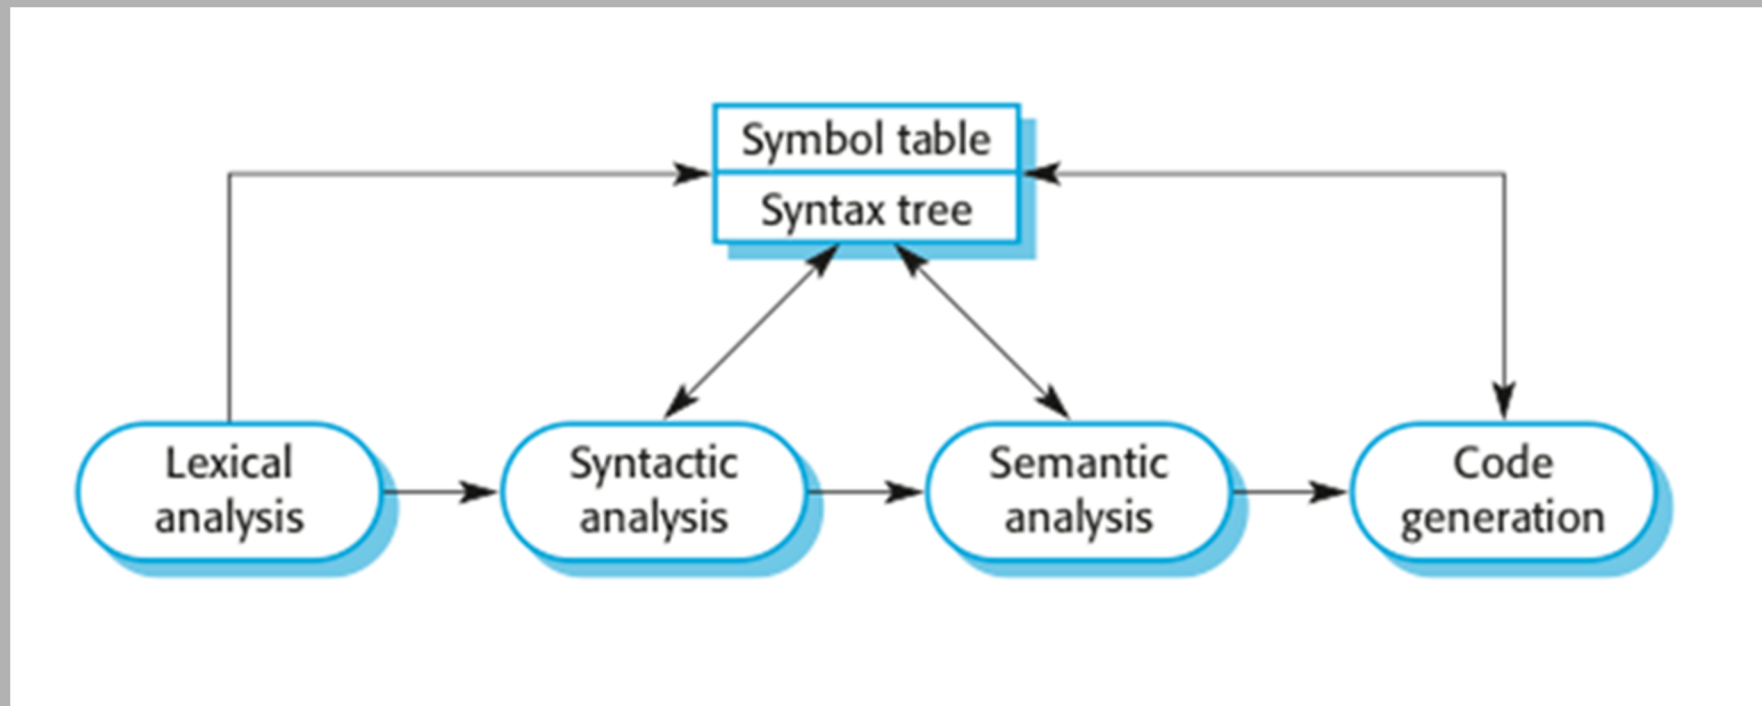 Symbol table
Syntax tree
Lexical
analysis
Syntactic
analysis
Semantic
analysis
Code
generation